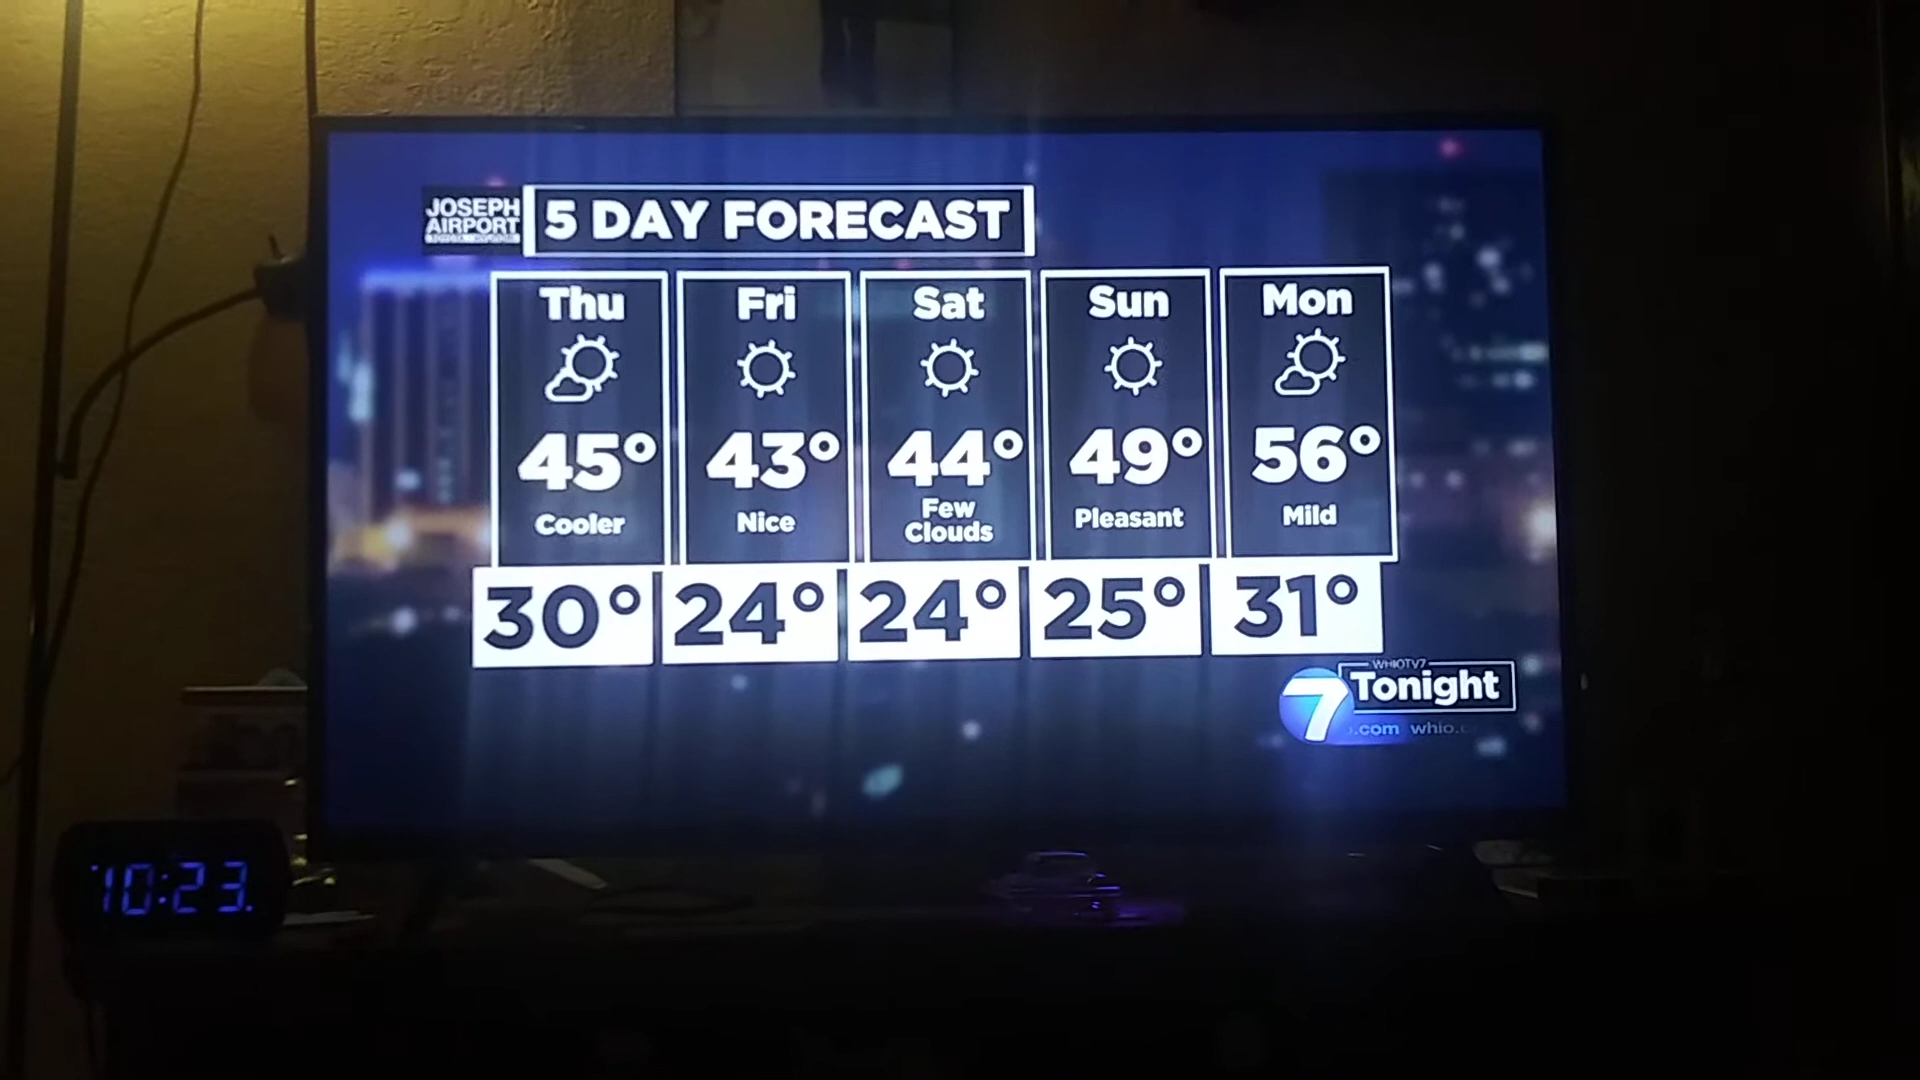 JOSEPH
AIRPORT
5 DAY FORECAST
Thu
Fri
Sat
Sun
Mon
45°
43°
44°
49°
56°
Cooler
Nice
Few
Clouds
Pleasant
Mild
30°
24°
24°
25°
31°
WHIOTV7
7 Tonight
.com whio.c
10:23